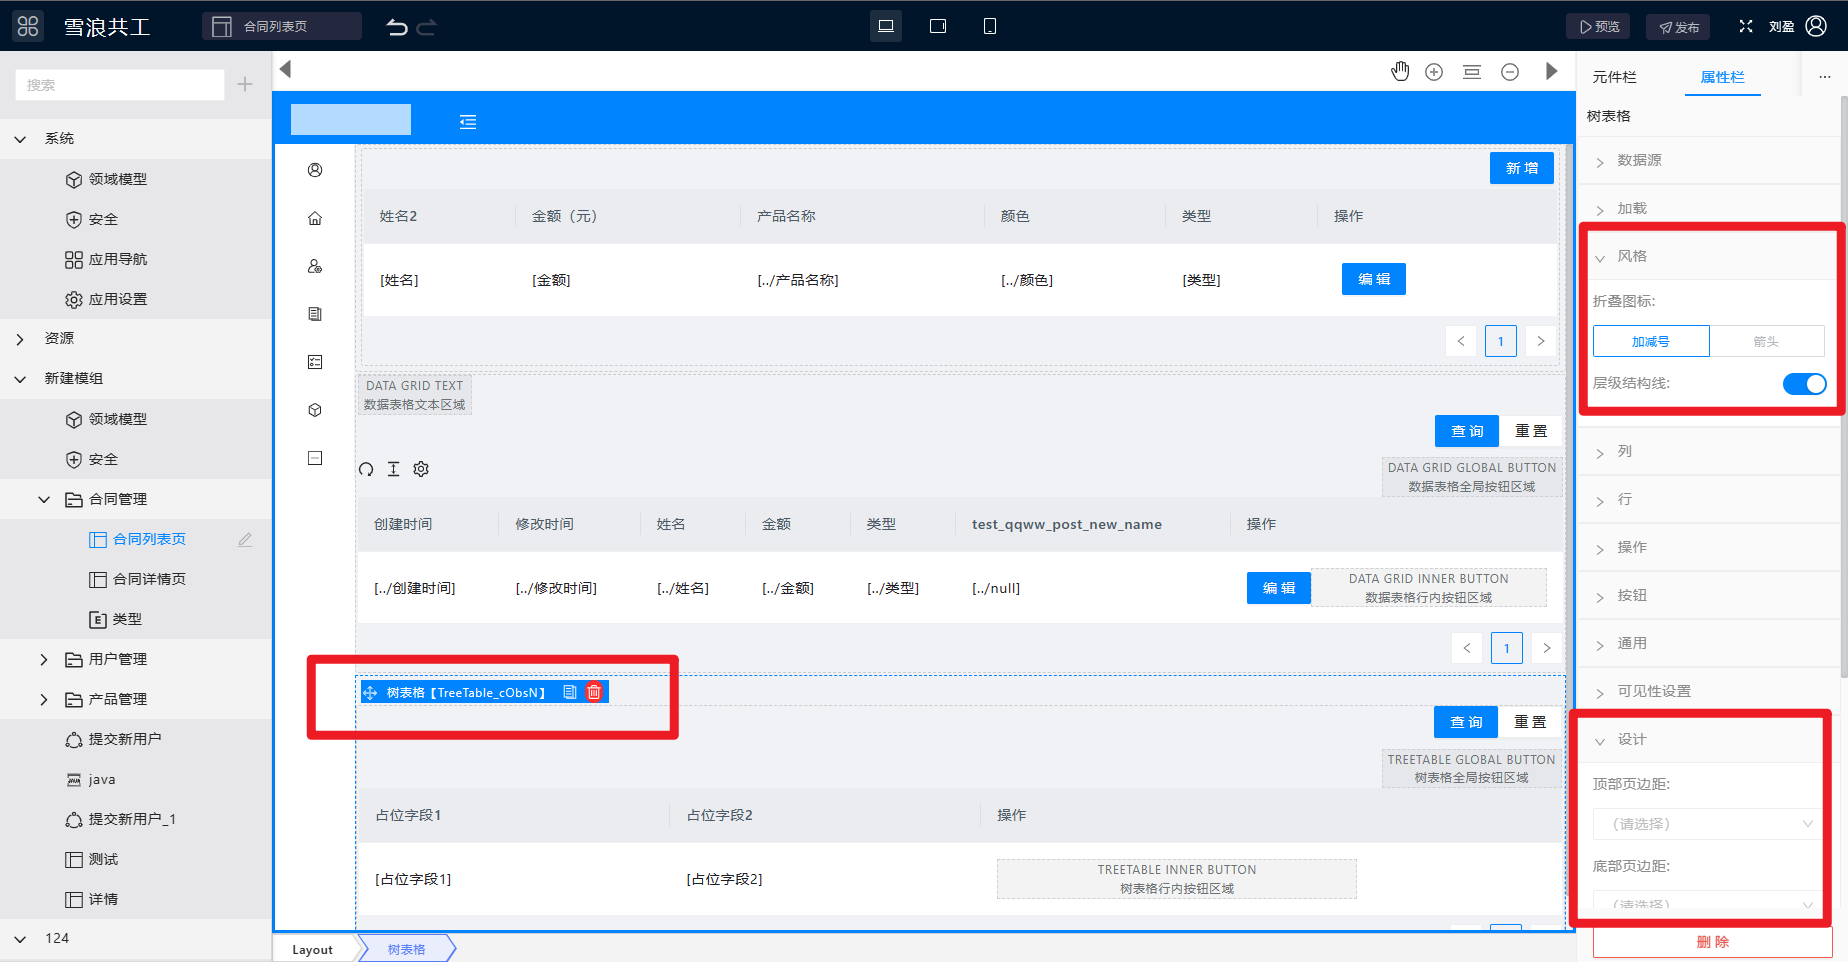 雪浪共工
合同列表页
预览
发布
刘盈
搜索
系统
领域模型
安全
应用导航
应用设置
资源
新建模组
领域模型
安全
合同管理
合同列表页
合同详情页
类型
用户管理
产品管理
提交新用户
java
提交新用户_1
测试
详情
124
新 增
姓名2 金额（元） 产品名称 颜色 类型 操作
[姓名] [金额] [../产品名称] [../颜色] [类型] 编 辑
< 1 >
DATA GRID TEXT
数据表格文本区域
查 询 重 置
DATA GRID GLOBAL BUTTON
数据表格全局按钮区域
创建时间 修改时间 姓名 金额 类型 test_qqww_post_new_name 操作
[../创建时间] [../修改时间] [../姓名] [../金额] [../类型] [../null] 编 辑
DATA GRID INNER BUTTON
数据表格行内按钮区域
< 1 >
树表格【TreeTable_cObsN】
查 询 重 置
TREETABLE GLOBAL BUTTON
树表格全局按钮区域
占位字段1 占位字段2 操作
[占位字段1] [占位字段2]
TREETABLE INNER BUTTON
树表格行内按钮区域
Layout 树表格
元件栏 属性栏 ...
树表格
数据源
加载
风格
折叠图标:
加减号 箭头
层级结构线:
列
行
操作
按钮
通用
可见性设置
设计
顶部页边距:
（请选择）
底部页边距:
（请选择）
删 除